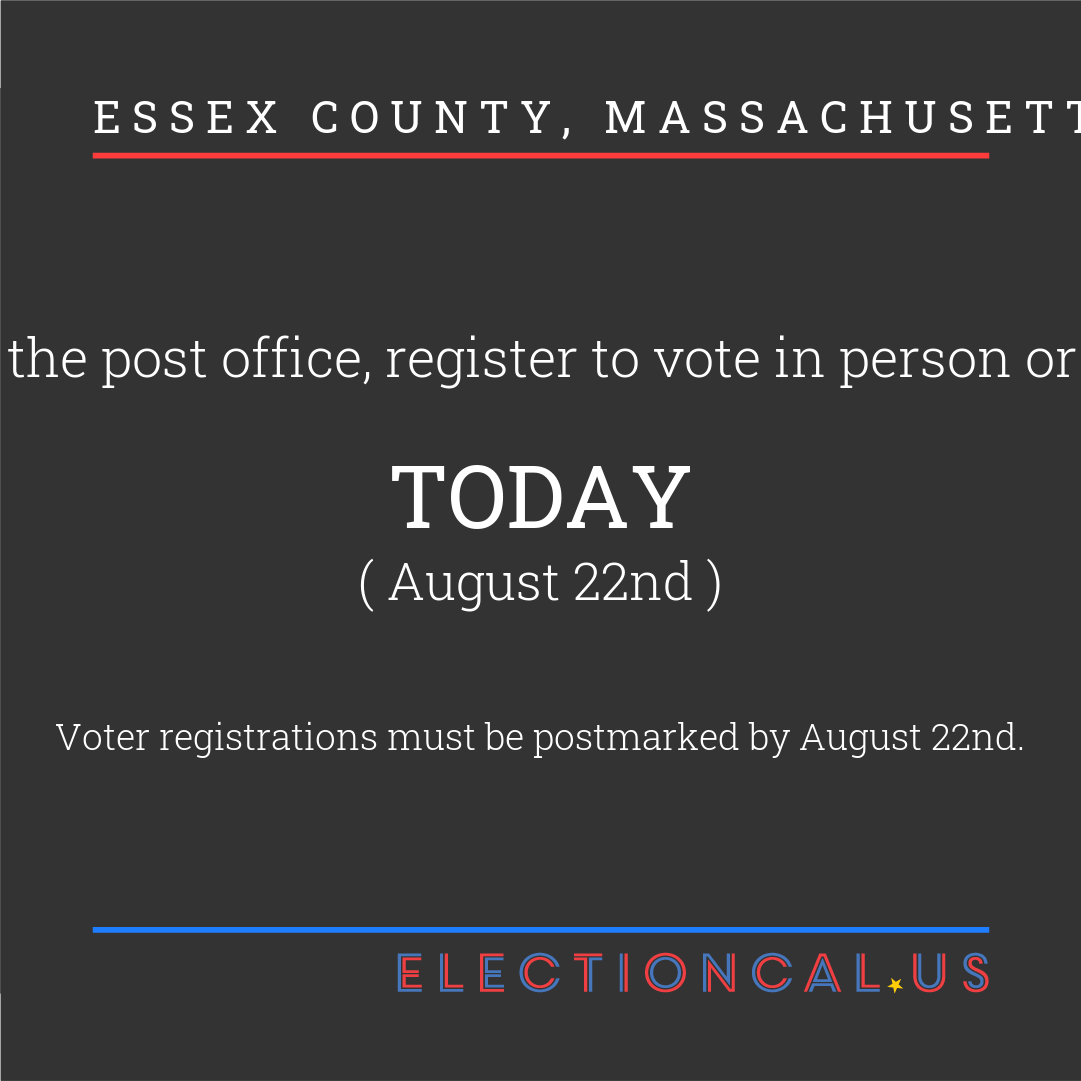 ESSEX COUNTY, MASSACHUSETT
the post office, register to vote in person or
TODAY
( August 22nd )
Voter registrations must be postmarked by August 22nd.
ELECTIONCAL.US